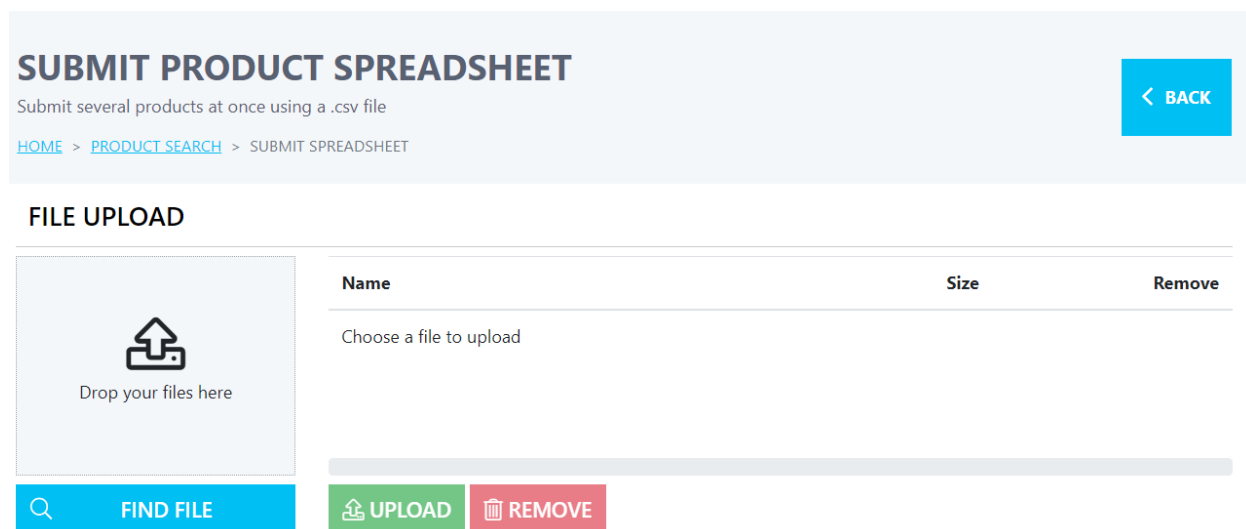 SUBMIT PRODUCT SPREADSHEET
Submit several products at once using a .csv file
BACK
HOME > PRODUCT SEARCH > SUBMIT SPREADSHEET
FILE UPLOAD
Name Size Remove
Choose a file to upload
Drop your files here
FIND FILE
UPLOAD REMOVE